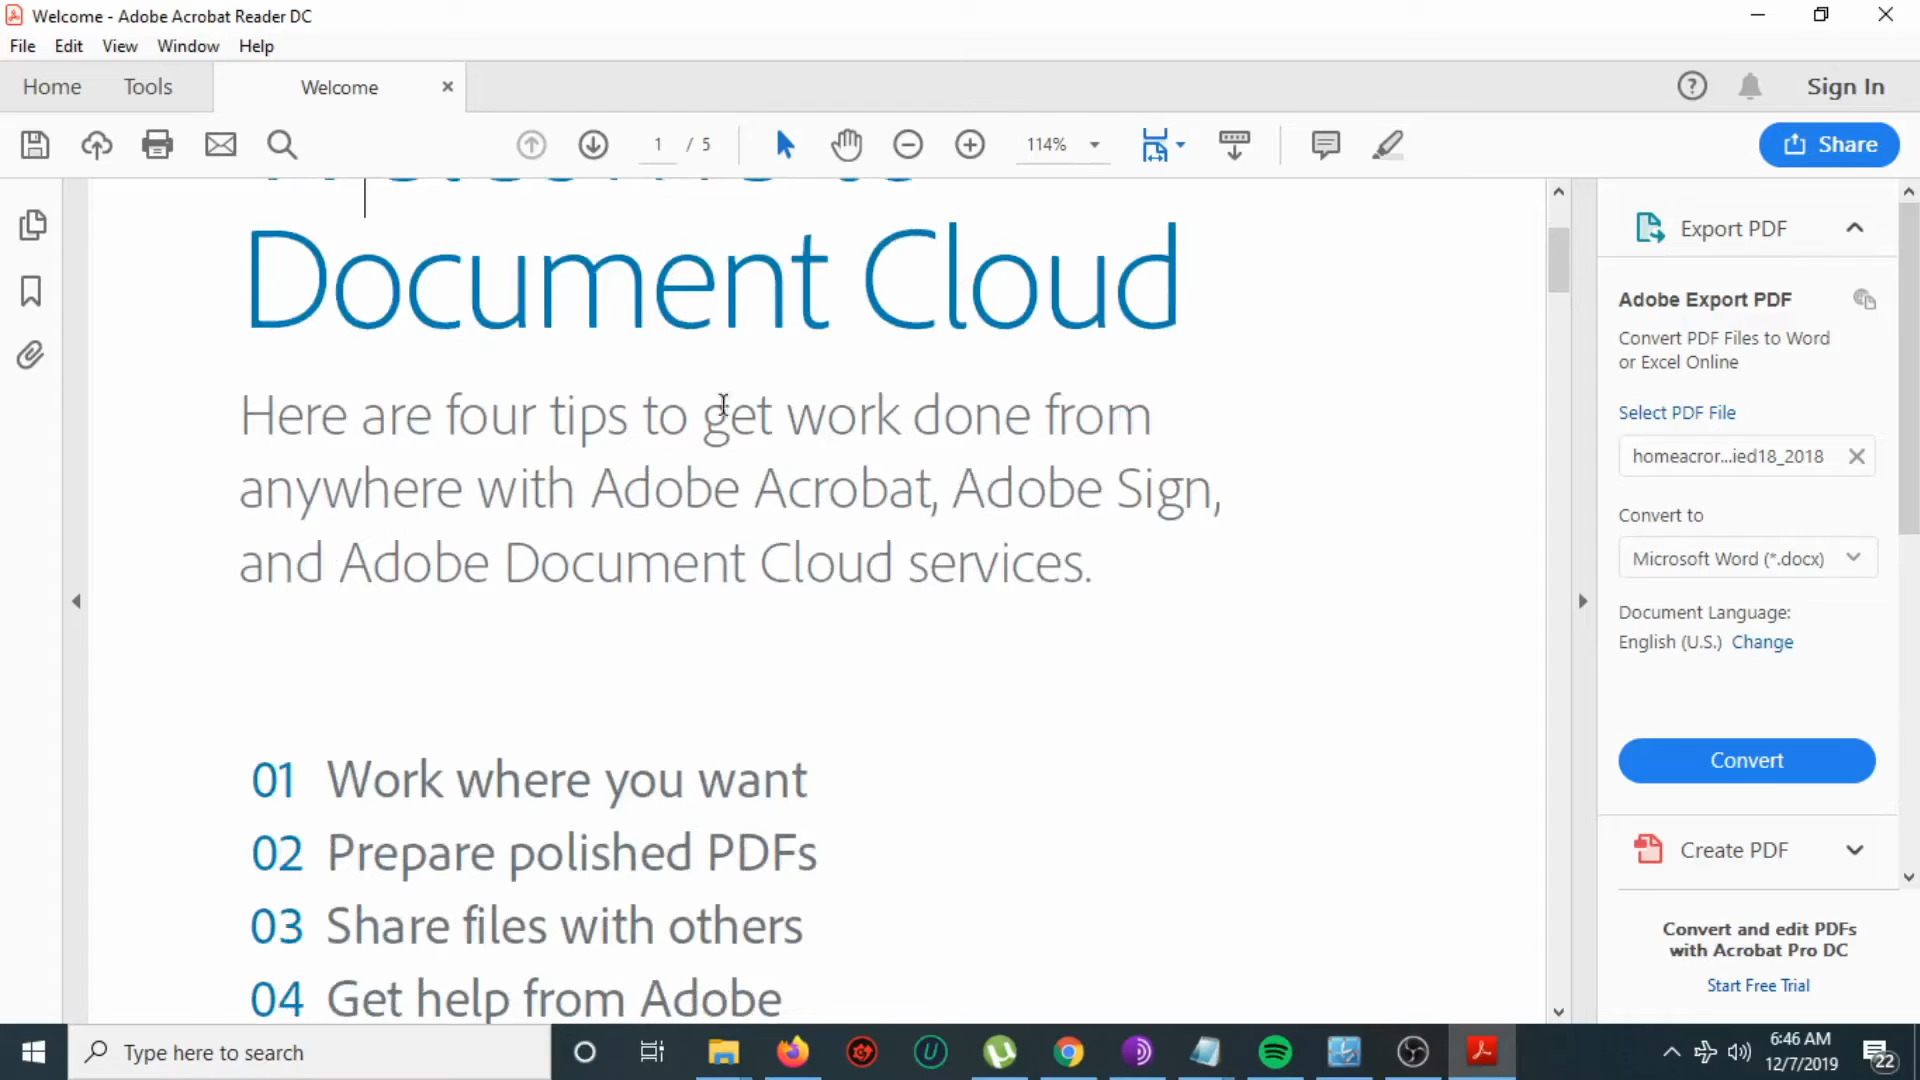 Welcome - Adobe Acrobat Reader DC
File Edit View Window Help
Home Tools Welcome Sign In
1 / 5 114% Share
Welcome to
Document Cloud
Here are four tips to get work done from
anywhere with Adobe Acrobat, Adobe Sign,
and Adobe Document Cloud services.
01 Work where you want
02 Prepare polished PDFs
03 Share files with others
04 Get help from Adobe
Export PDF
Adobe Export PDF
Convert PDF Files to Word
or Excel Online
Select PDF File
homeacror...ied18_2018
Convert to
Microsoft Word (*.docx)
Document Language:
English (U.S.) Change
Convert
Create PDF
Convert and edit PDFs
with Acrobat Pro DC
Start Free Trial
Type here to search
6:46 AM
12/7/2019
22